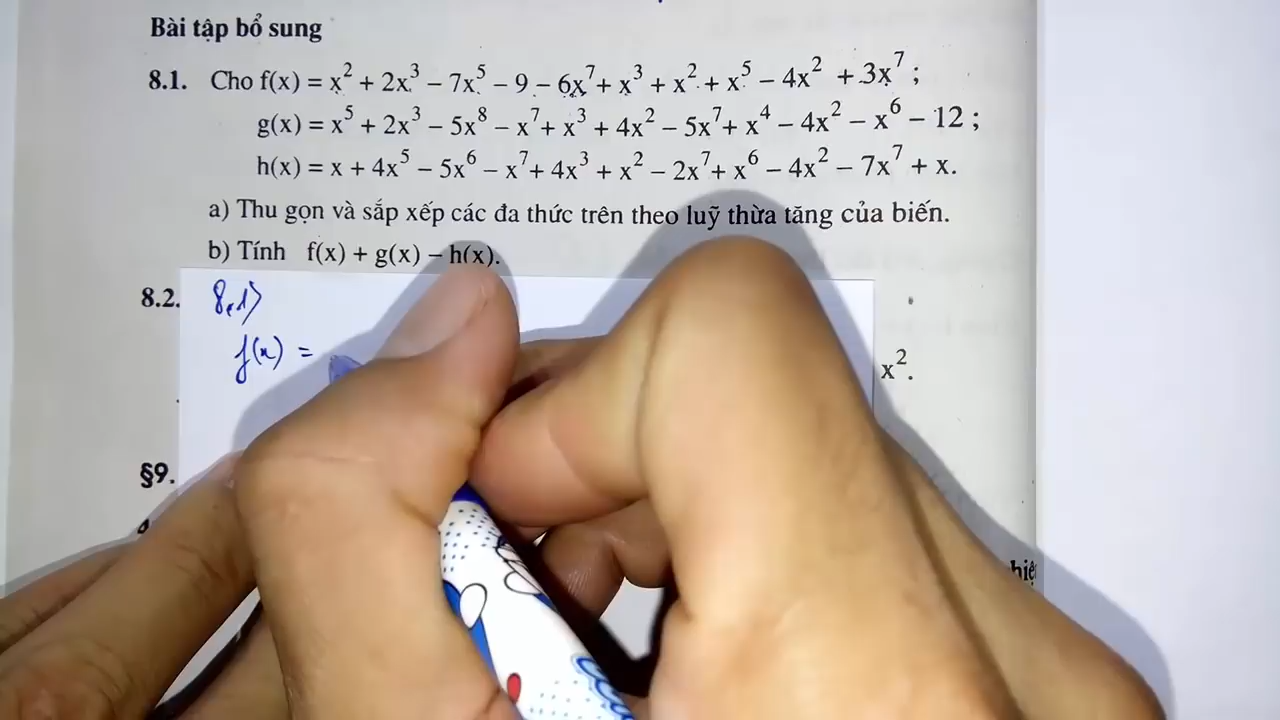 Bài tập bổ sung
8.1. Cho f(x) = x² + 2x³ – 7x⁵ – 9 – 6x⁷ + x³ + x² + x⁵ – 4x² + 3x⁷ ;
g(x) = x⁵ + 2x³ – 5x⁸ – x⁷ + x³ + 4x² – 5x⁷ + x⁴ – 4x² – x⁶ – 12 ;
h(x) = x + 4x⁵ – 5x⁶ – x⁷ + 4x³ + x² – 2x⁷ + x⁶ – 4x² – 7x⁷ + x.
a) Thu gọn và sắp xếp các đa thức trên theo luỹ thừa tăng của biến.
b) Tính f(x) + g(x) – h(x).
8.2. 8.1)
f(x) =
x².
§9.